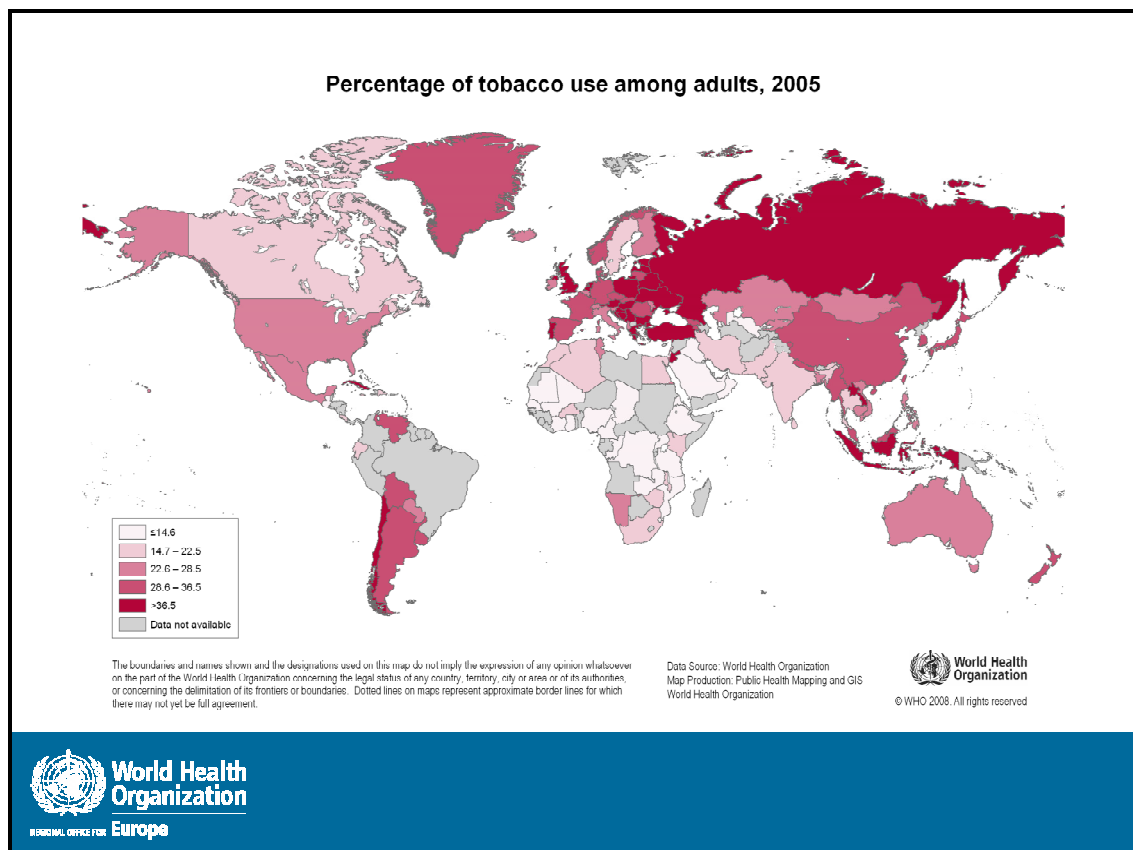 Percentage of tobacco use among adults, 2005
≤14.6
14.7 – 22.5
22.6 – 28.5
28.6 – 36.5
>36.5
Data not available
The boundaries and names shown and the designations used on this map do not imply the expression of any opinion whatsoever
on the part of the World Health Organization concerning the legal status of any country, territory, city or area or of its authorities,
or concerning the delimitation of its frontiers or boundaries. Dotted lines on maps represent approximate border lines for which
there may not yet be full agreement.
Data Source: World Health Organization
Map Production: Public Health Mapping and GIS
World Health Organization
World Health
Organization
© WHO 2008. All rights reserved
World Health
Organization
REGIONAL OFFICE FOR Europe